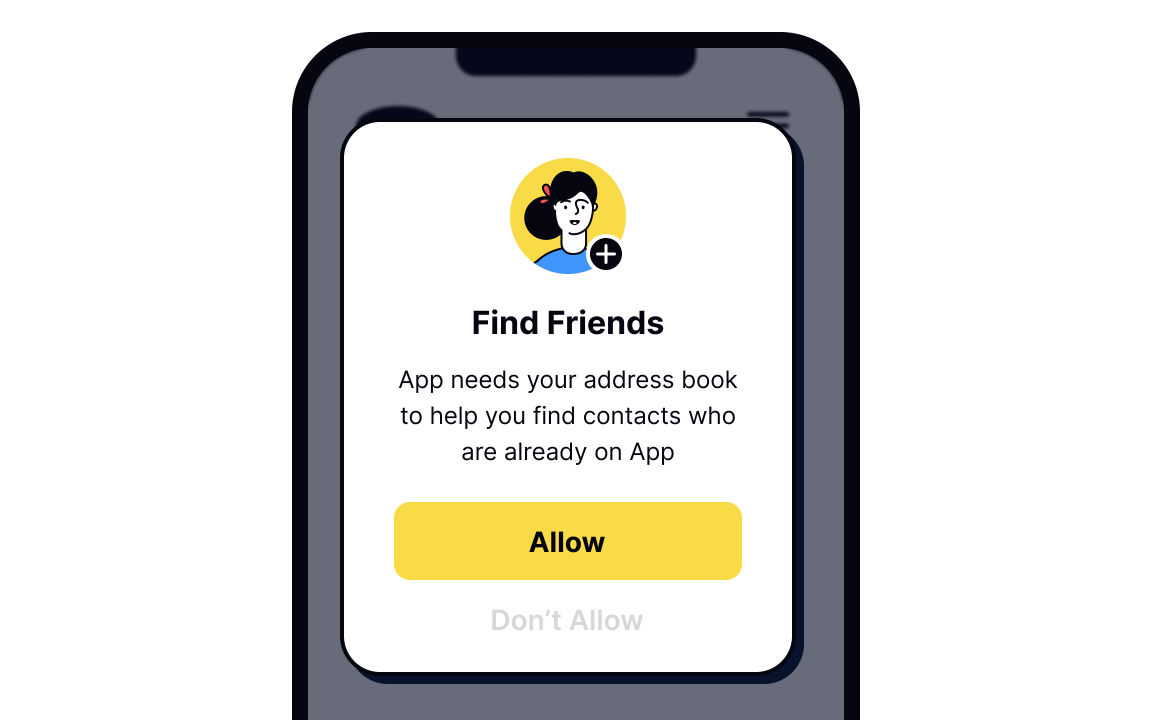 Find Friends
App needs your address book
to help you find contacts who
are already on App
Allow
Don’t Allow